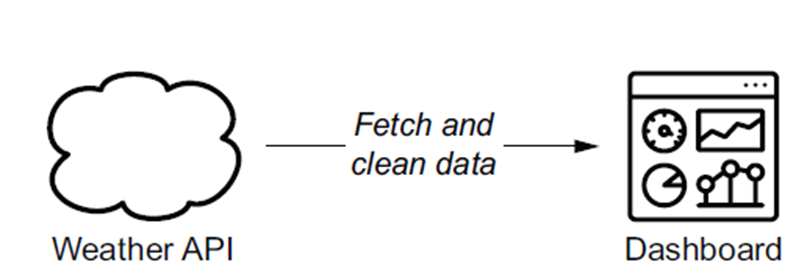 Fetch and
clean data
Weather API
Dashboard